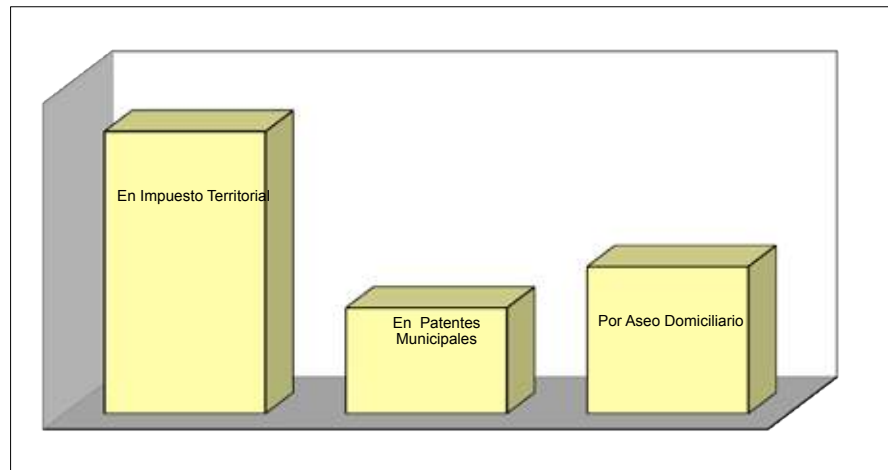 En Impuesto Territorial
En Patentes
Municipales
Por Aseo Domiciliario